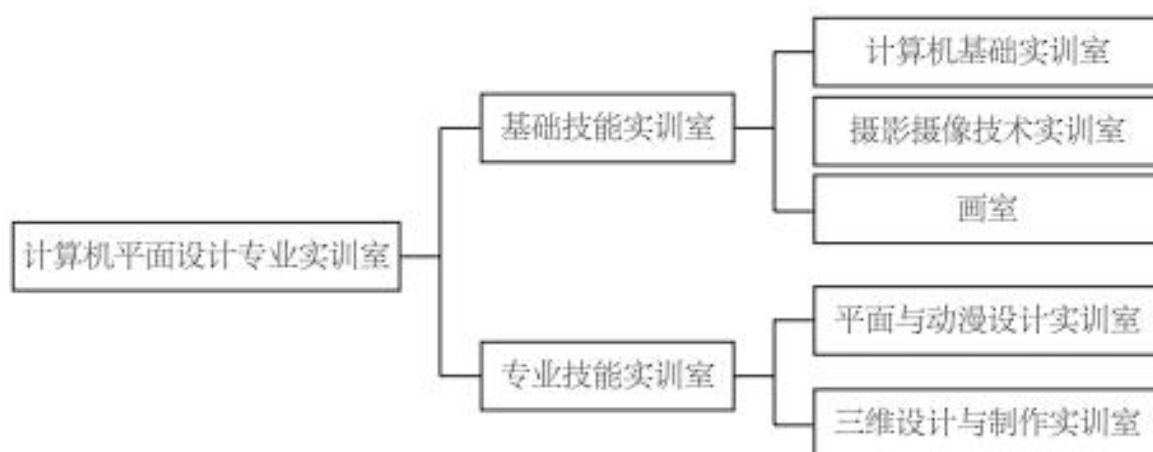 计算机平面设计专业实训室
基础技能实训室
计算机基础实训室
摄影摄像技术实训室
画室
专业技能实训室
平面与动漫设计实训室
三维设计与制作实训室